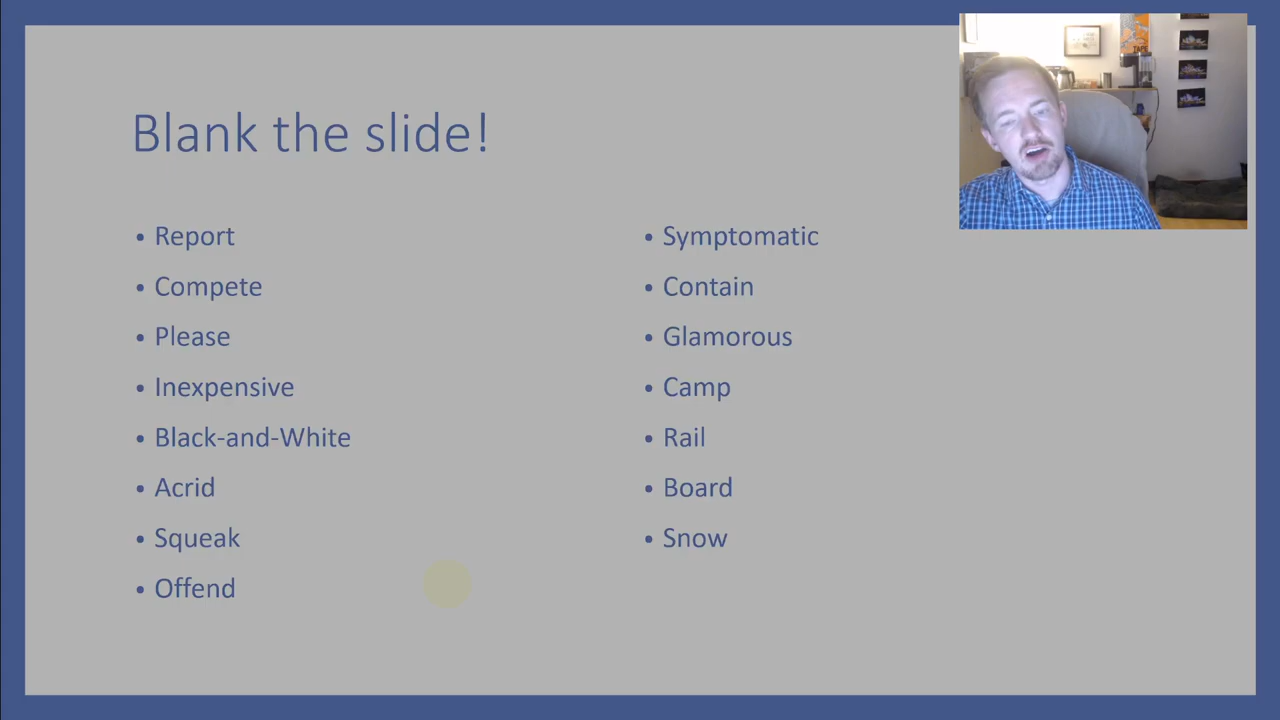 Blank the slide!
• Report
• Compete
• Please
• Inexpensive
• Black-and-White
• Acrid
• Squeak
• Offend
• Symptomatic
• Contain
• Glamorous
• Camp
• Rail
• Board
• Snow
TAPE